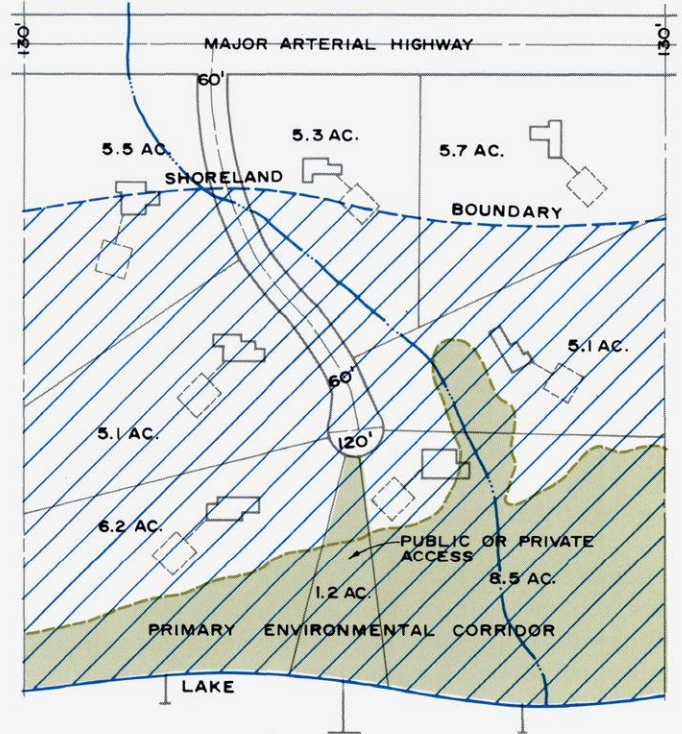 130'
MAJOR ARTERIAL HIGHWAY
130'
60'
5.5 AC.
5.3 AC.
5.7 AC.
SHORELAND
BOUNDARY
5.1 AC.
60'
5.1 AC.
120'
6.2 AC.
PUBLIC OR PRIVATE
ACCESS
8.5 AC.
1.2 AC.
PRIMARY ENVIRONMENTAL CORRIDOR
LAKE